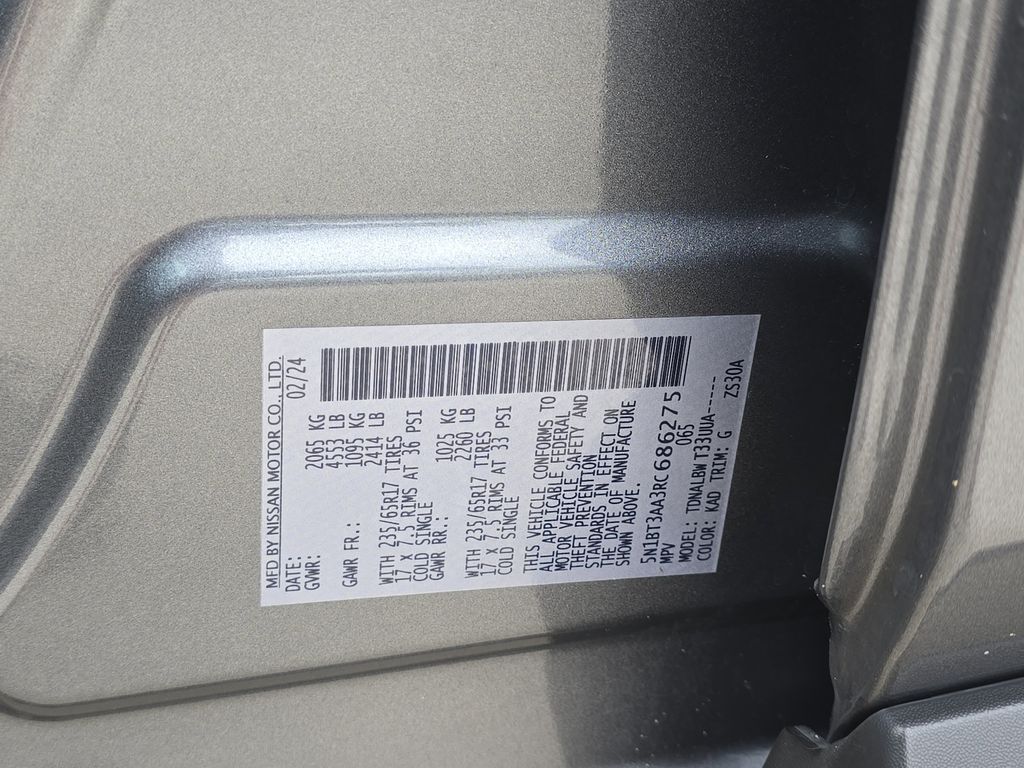 MFD BY NISSAN MOTOR CO., LTD.
DATE: 02/24
GVWR: 2065 KG
4553 LB
GAWR FR.: 1095 KG
2414 LB
WITH 235/65R17 TIRES
17 X 7.5 RIMS AT 36 PSI
COLD SINGLE
GAWR RR.: 1025 KG
2260 LB
WITH 235/65R17 TIRES
17 X 7.5 RIMS AT 33 PSI
COLD SINGLE
THIS VEHICLE CONFORMS TO
ALL APPLICABLE FEDERAL
MOTOR VEHICLE SAFETY AND
THEFT PREVENTION
STANDARDS IN EFFECT ON
THE DATE OF MANUFACTURE
SHOWN ABOVE.
5N1BT3AA3RC686275
MPV 065
MODEL: TDNALBW T33UUA------
COLOR: KAD TRIM: G ZS30A